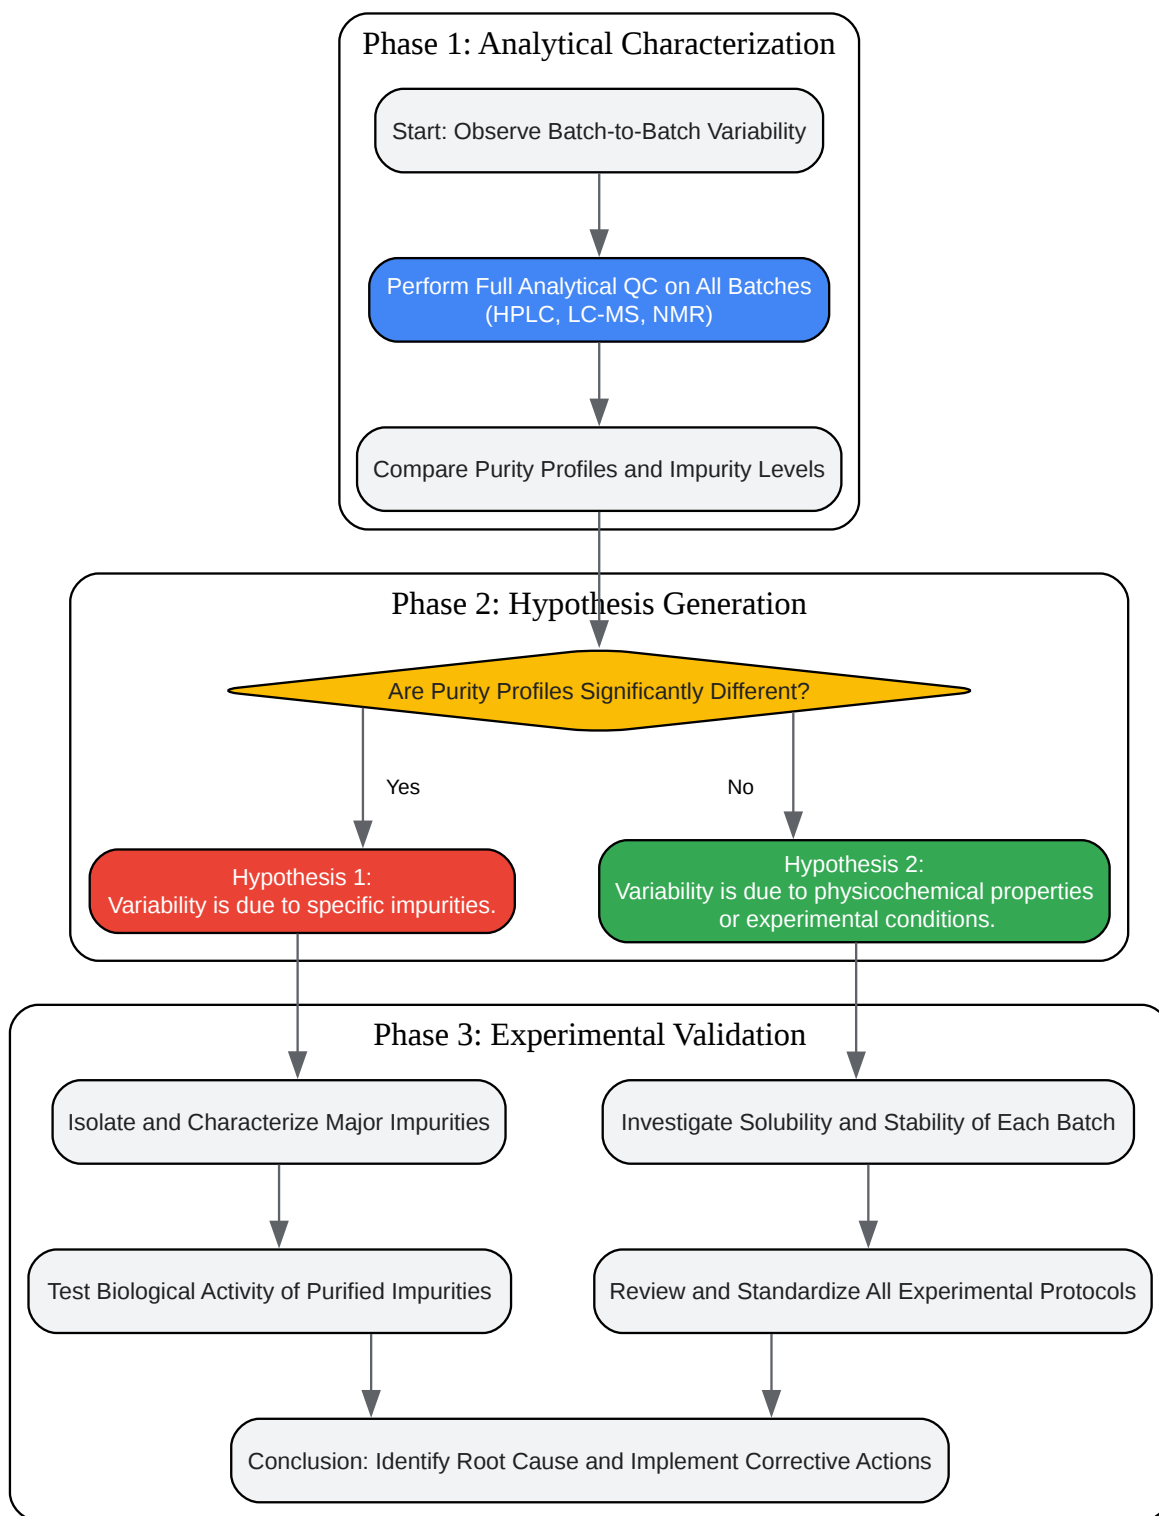 Phase 1: Analytical Characterization
Start: Observe Batch-to-Batch Variability
Perform Full Analytical QC on All Batches
(HPLC, LC-MS, NMR)
Compare Purity Profiles and Impurity Levels
Phase 2: Hypothesis Generation
Are Purity Profiles Significantly Different?
Yes
No
Hypothesis 1:
Variability is due to specific impurities.
Hypothesis 2:
Variability is due to physicochemical properties
or experimental conditions.
Phase 3: Experimental Validation
Isolate and Characterize Major Impurities
Investigate Solubility and Stability of Each Batch
Test Biological Activity of Purified Impurities
Review and Standardize All Experimental Protocols
Conclusion: Identify Root Cause and Implement Corrective Actions